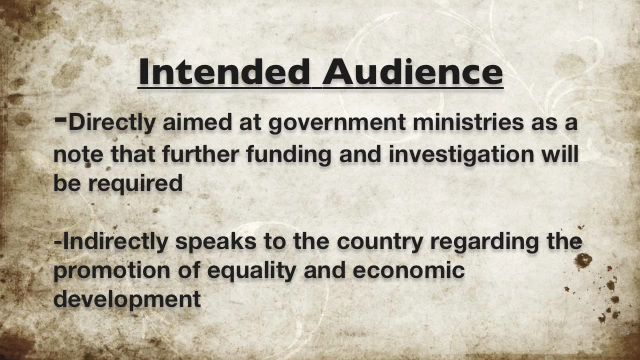 Intended Audience
-Directly aimed at government ministries as a
note that further funding and investigation will
be required
-Indirectly speaks to the country regarding the
promotion of equality and economic
development